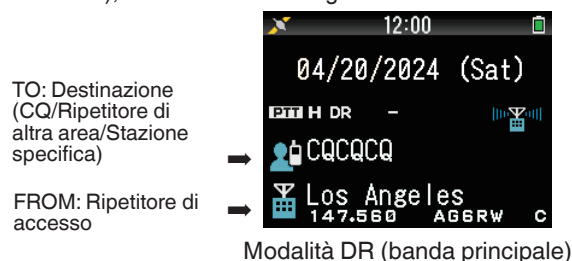 12:00
04/20/2024 (Sat)
PTT H DR –
TO: Destinazione
(CQ/Ripetitore di
altra area/Stazione
specifica)
CQCQCQ
FROM: Ripetitore di
accesso
Los Angeles
147.560 AG6RW C
Modalità DR (banda principale)